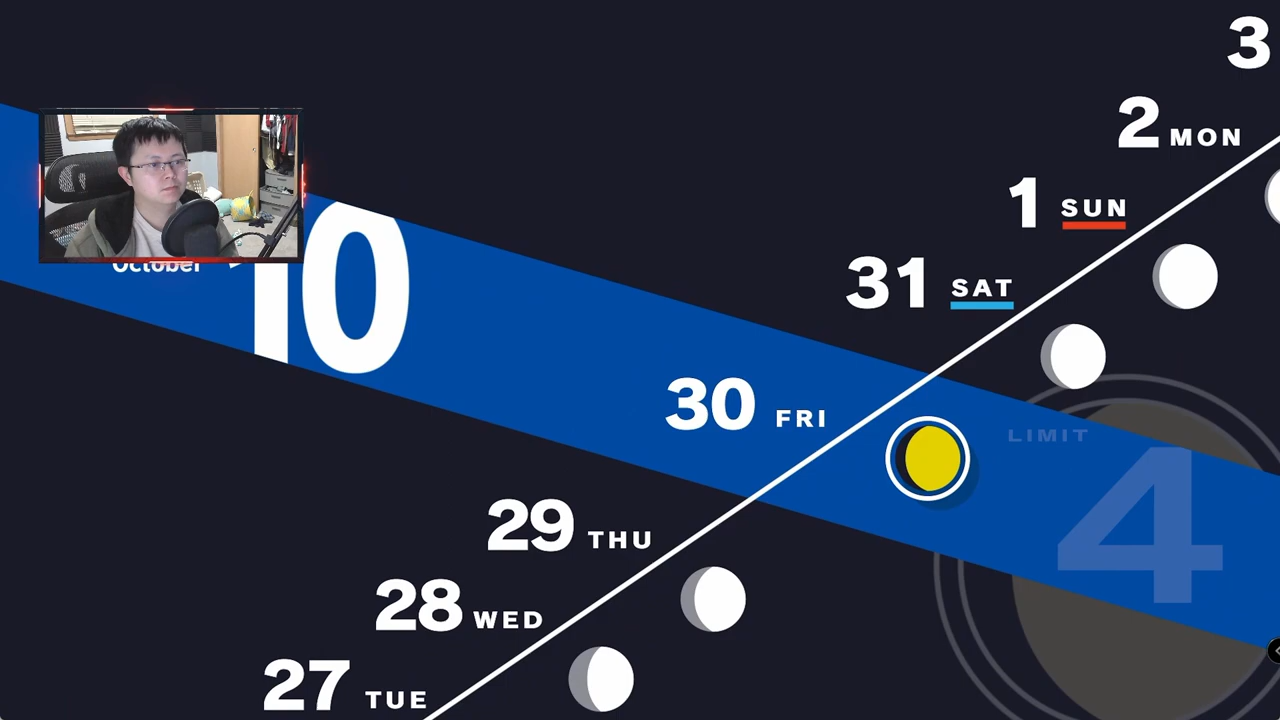 3
2 MON
1 SUN
31 SAT
October 10
30 FRI
LIMIT
4
29 THU
28 WED
27 TUE